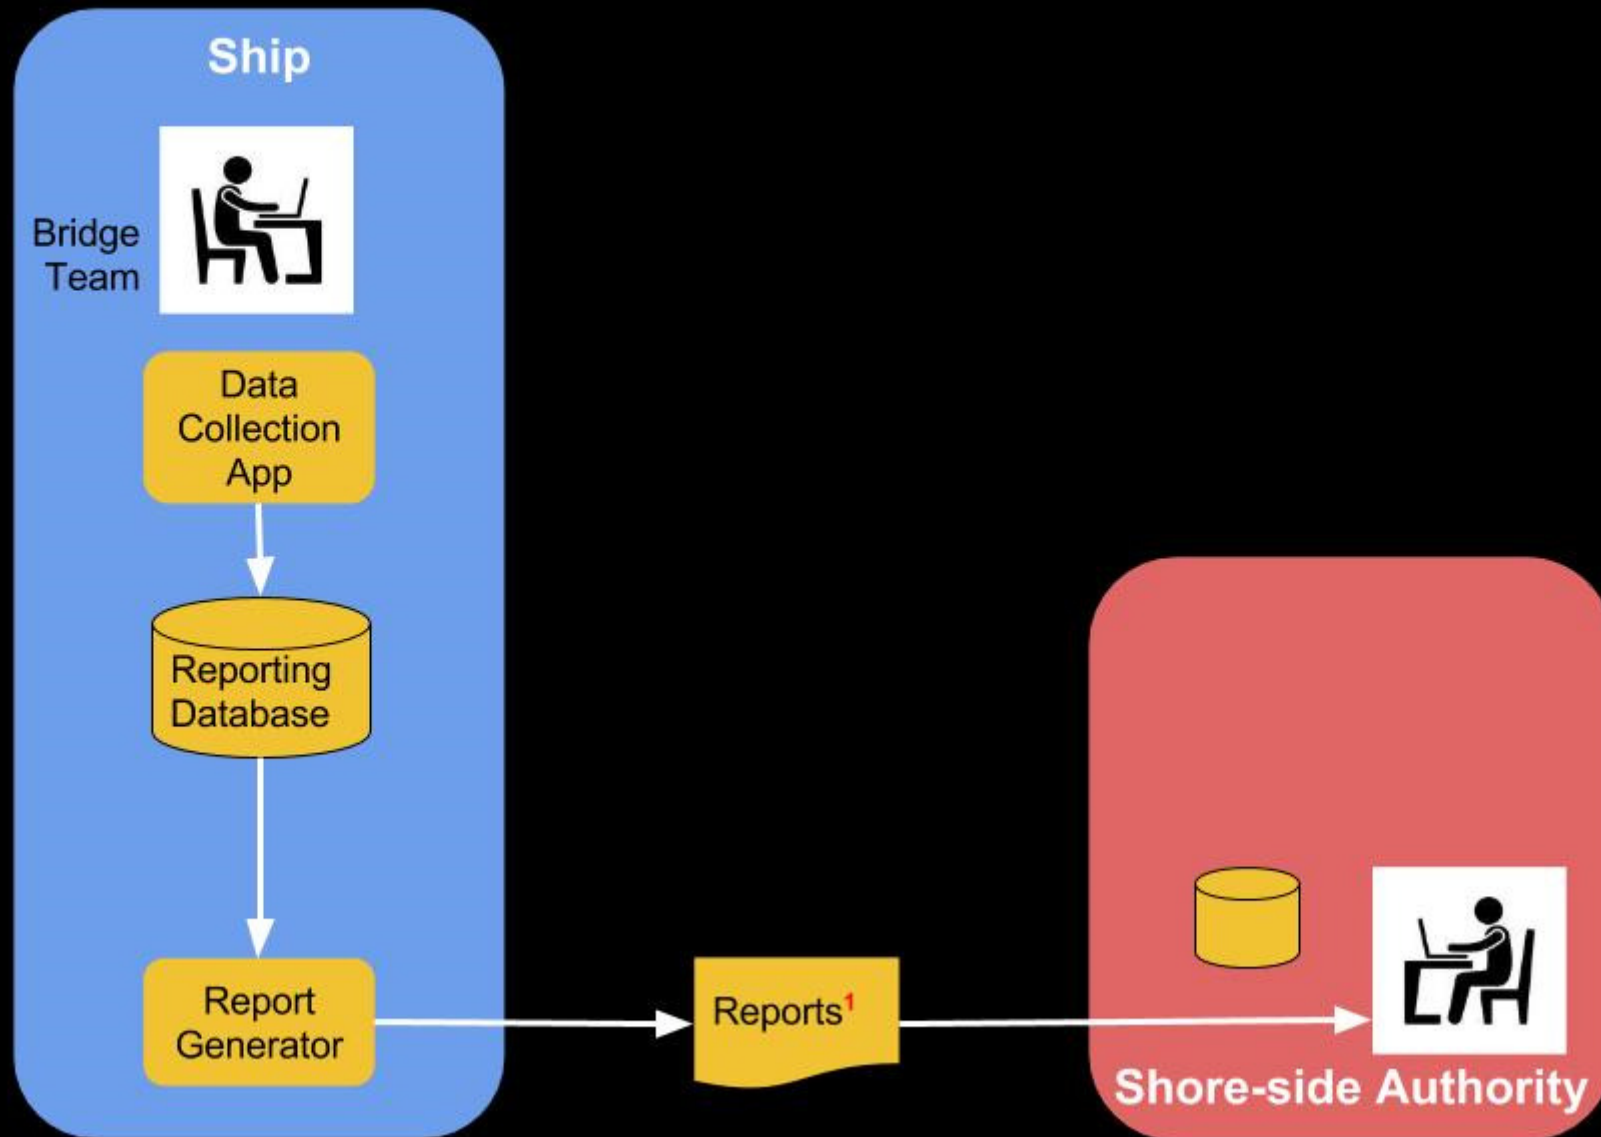 Ship
Bridge
Team
Data
Collection
App
Reporting
Database
Report
Generator
Reports¹
Shore-side Authority